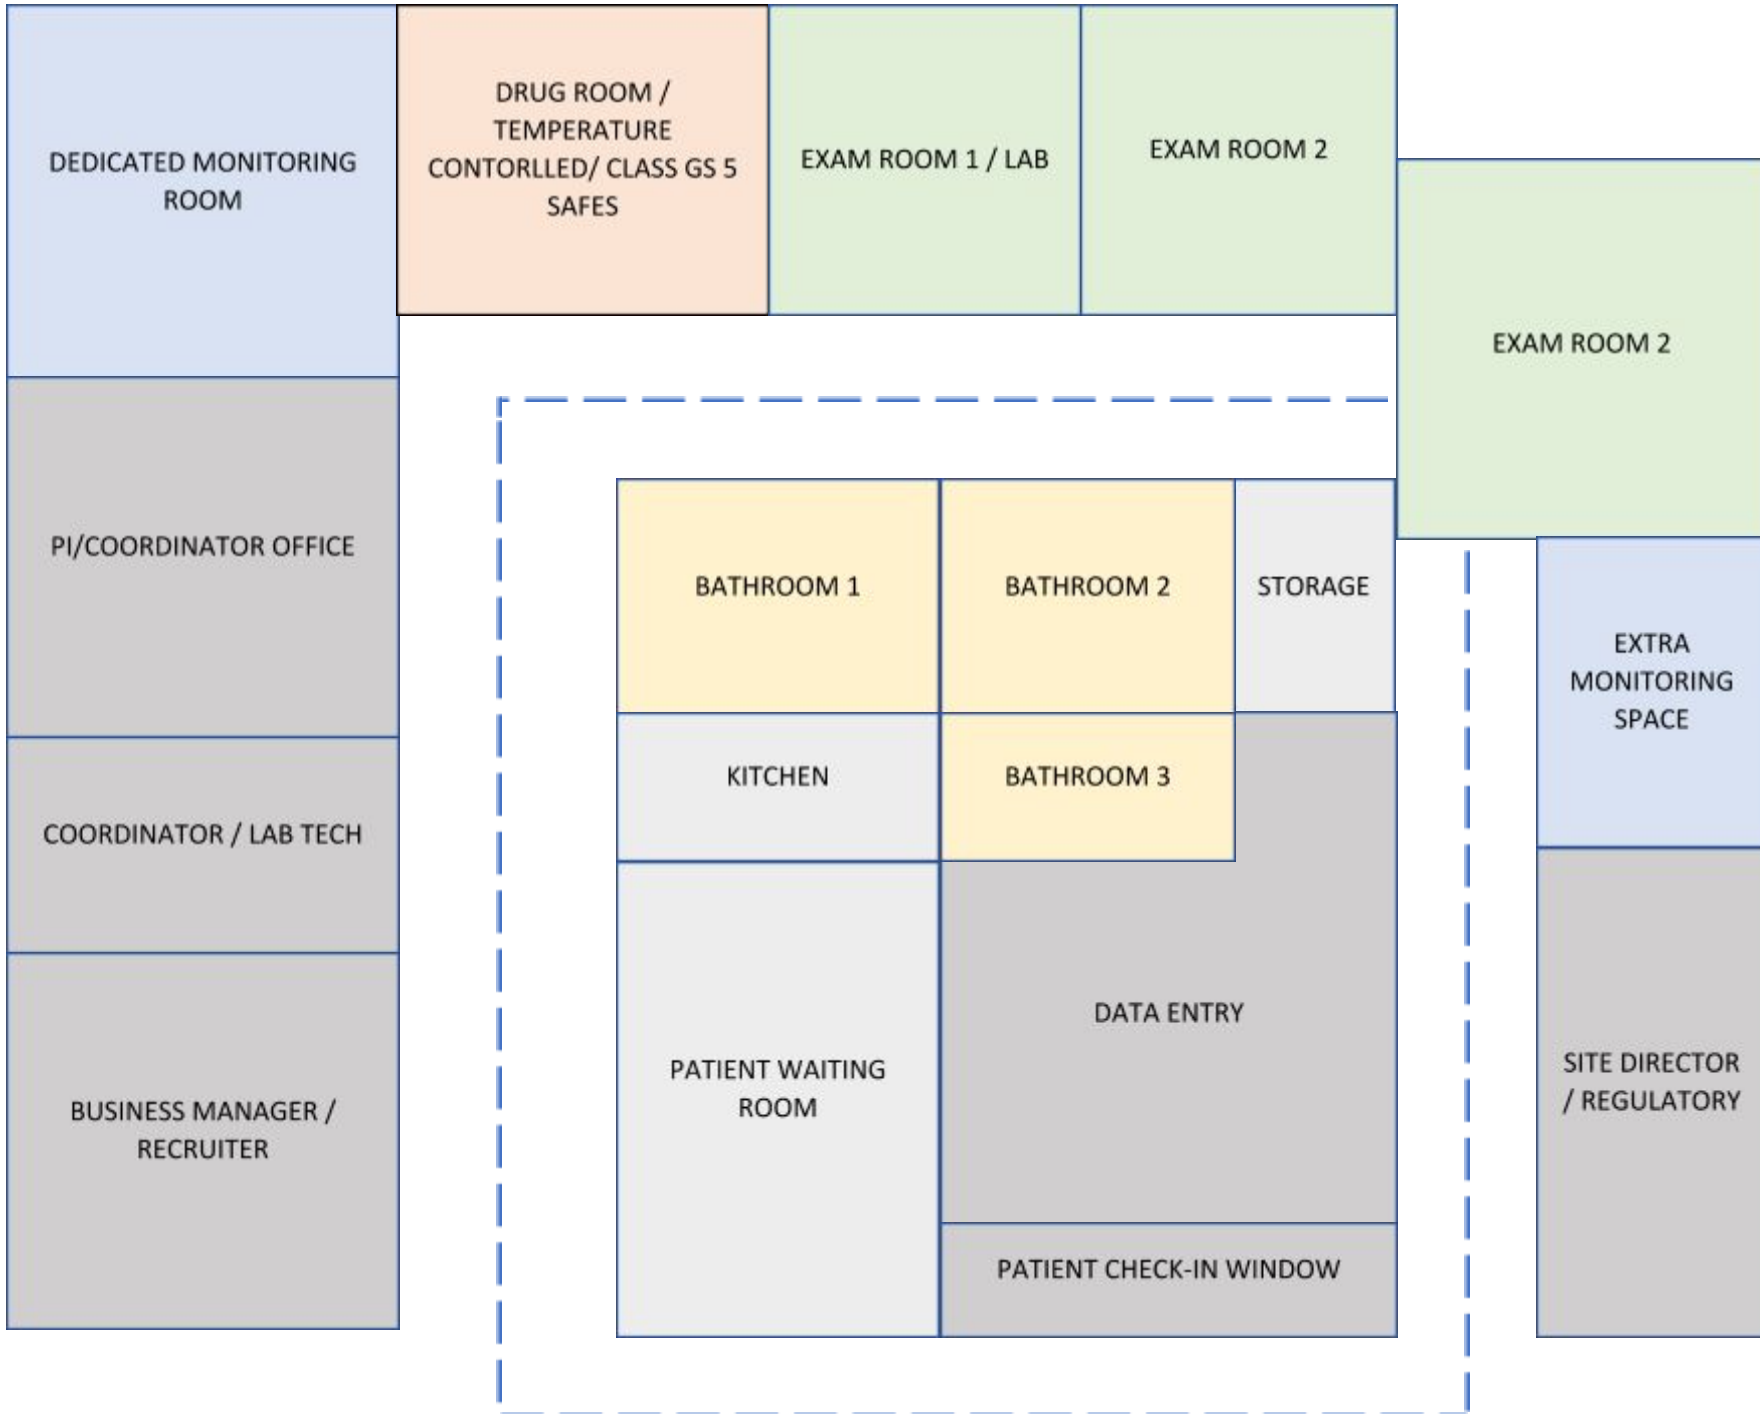 DEDICATED MONITORING
ROOM
DRUG ROOM /
TEMPERATURE
CONTORLLED/ CLASS GS 5
SAFES
EXAM ROOM 1 / LAB
EXAM ROOM 2
EXAM ROOM 2
PI/COORDINATOR OFFICE
BATHROOM 1
BATHROOM 2
STORAGE
EXTRA
MONITORING
SPACE
KITCHEN
BATHROOM 3
COORDINATOR / LAB TECH
DATA ENTRY
PATIENT WAITING
ROOM
SITE DIRECTOR
/ REGULATORY
BUSINESS MANAGER /
RECRUITER
PATIENT CHECK-IN WINDOW